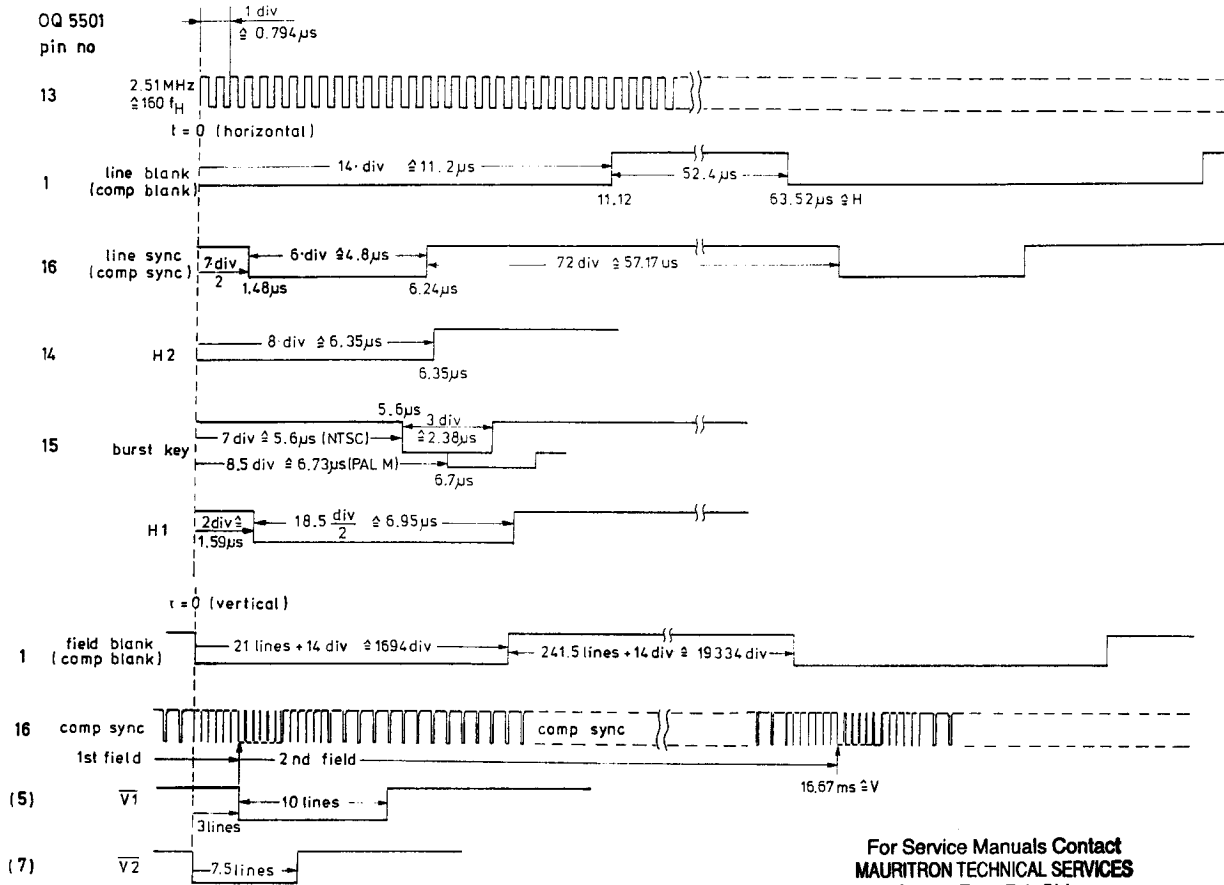 OQ 5501
pin no
1 div
≙ 0.794µs
13
2.51 MHz
≙160 fH
t = 0 (horizontal)
1
line blank
(comp blank)
14· div ≙11.2µs
52.4µs
11.12
63.52µs ≙ H
16
line sync
(comp sync)
7·div
2
6·div ≙4.8µs
1.48µs
6.24µs
72 div ≙ 57.17us
14
H2
8· div ≙ 6.35µs
6.35µs
15
burst key
5.6µs
3 div
≙2.38µs
7 div ≙ 5.6µs (NTSC)
8.5 div ≙ 6.73µs(PAL M)
6.7µs
H1
2div≙
1.59µs
18.5 div ≙ 6.95µs
2
τ = 0 (vertical)
1
field blank
(comp blank)
21 lines + 14 div ≙1694 div
241.5 lines + 14 div ≙ 19334 div
16
comp sync
comp sync
1st field
2nd field
16,67 ms ≙ V
(5)
V1
10 lines
3 lines
(7)
V2
7.5 lines
For Service Manuals Contact
MAURITRON TECHNICAL SERVICES